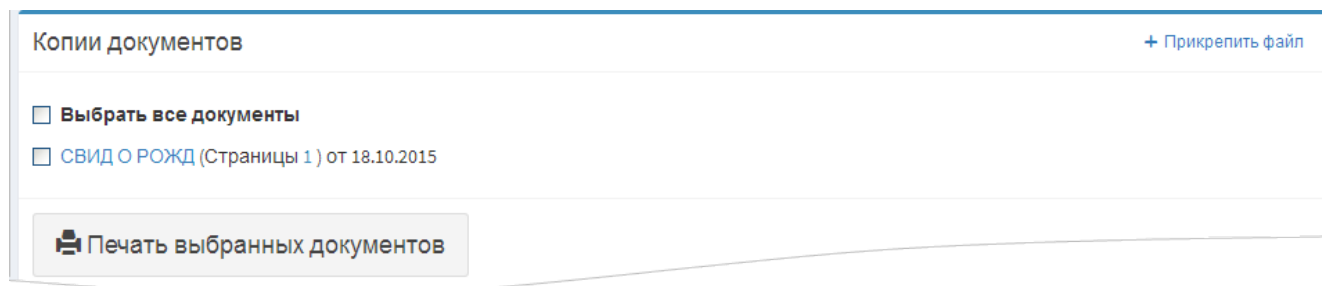 Копии документов + Прикрепить файл
Выбрать все документы
СВИД О РОЖД (Страницы 1 ) от 18.10.2015
Печать выбранных документов